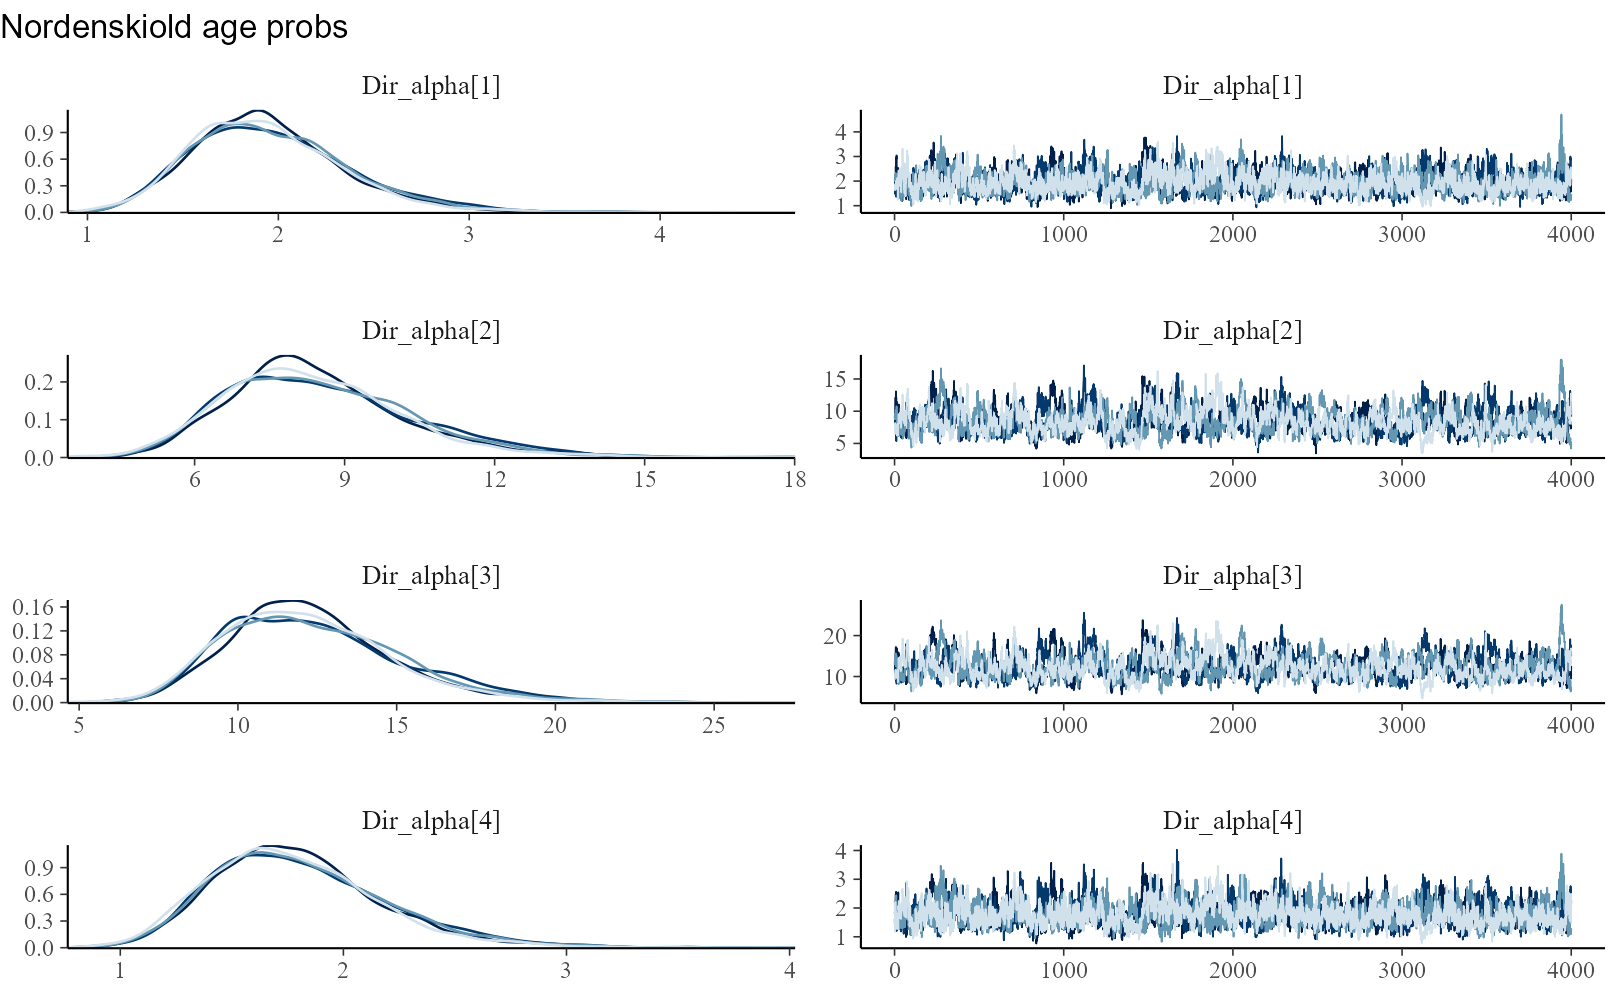 Nordenskiold age probs
Dir_alpha[1]
Dir_alpha[1]
0.9
0.6
0.3
0.0
1 2 3 4
4
3
2
1
0 1000 2000 3000 4000
Dir_alpha[2]
Dir_alpha[2]
0.2
0.1
0.0
6 9 12 15 18
15
10
5
0 1000 2000 3000 4000
Dir_alpha[3]
Dir_alpha[3]
0.16
0.12
0.08
0.04
0.00
5 10 15 20 25
20
10
0 1000 2000 3000 4000
Dir_alpha[4]
Dir_alpha[4]
0.9
0.6
0.3
0.0
1 2 3 4
4
3
2
1
0 1000 2000 3000 4000